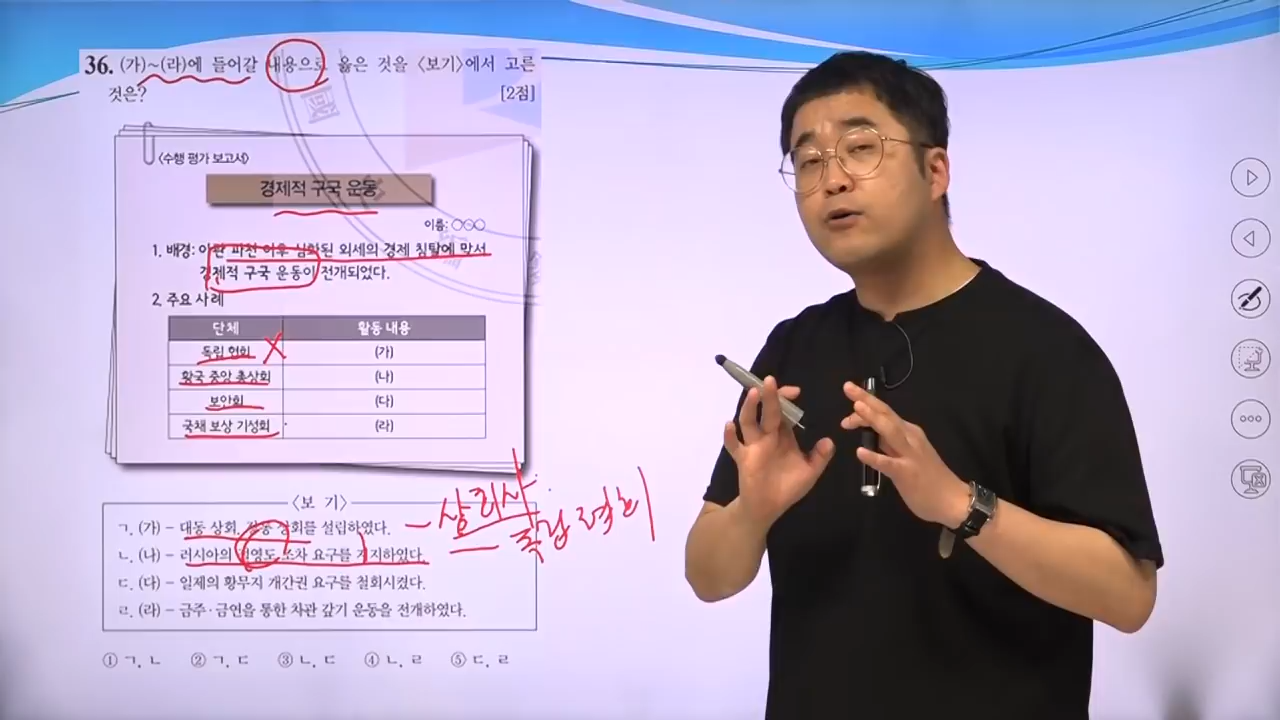 36. (가)~(라)에 들어갈 내용으로 옳은 것을 <보기>에서 고른
것은? [2점]
<수행 평가 보고서>
경제적 구국 운동
이름: ○○○
1. 배경: 아관 파천 이후 심화된 외세의 경제 침탈에 맞서
경제적 구국 운동이 전개되었다.
2. 주요 사례
단체 활동 내용
독립 협회 (가)
황국 중앙 총상회 (나)
보안회 (다)
국채 보상 기성회 (라)
<보 기>
ㄱ. (가) - 대동 상회, 장통 상회를 설립하였다.
ㄴ. (나) - 러시아의 절영도 조차 요구를 저지하였다.
ㄷ. (다) - 일제의 황무지 개간권 요구를 철회시켰다.
ㄹ. (라) - 금주·금연을 통한 차관 갚기 운동을 전개하였다.
- 상회사
독립협회
① ㄱ, ㄴ ② ㄱ, ㄷ ③ ㄴ, ㄷ ④ ㄴ, ㄹ ⑤ ㄷ, ㄹ